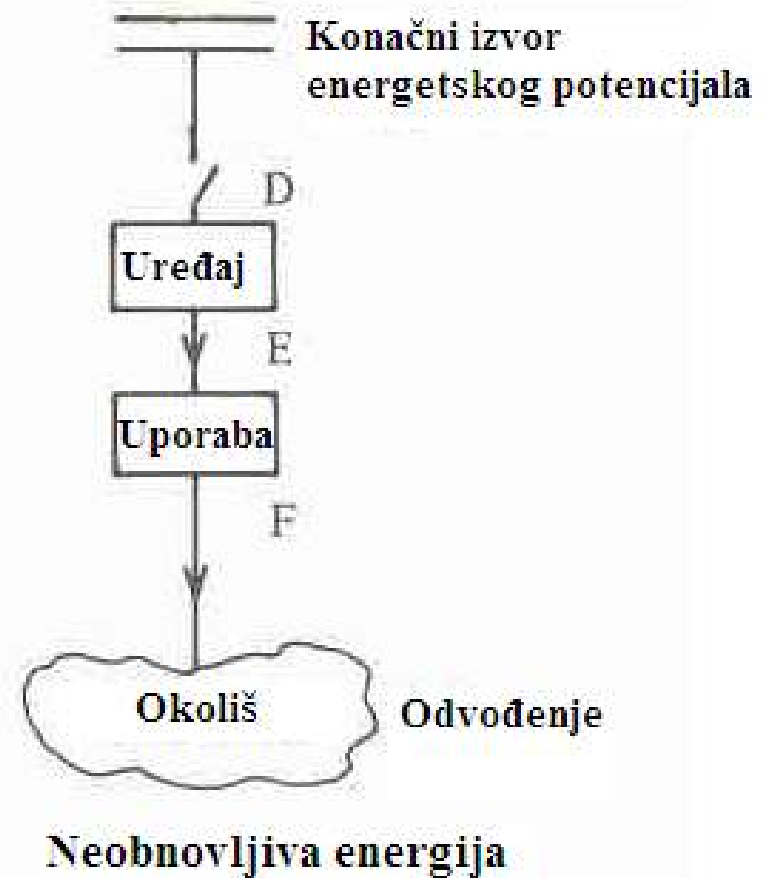 Konačni izvor
energetskog potencijala
D
Uređaj
E
Uporaba
F
Okoliš
Odvođenje
Neobnovljiva energija